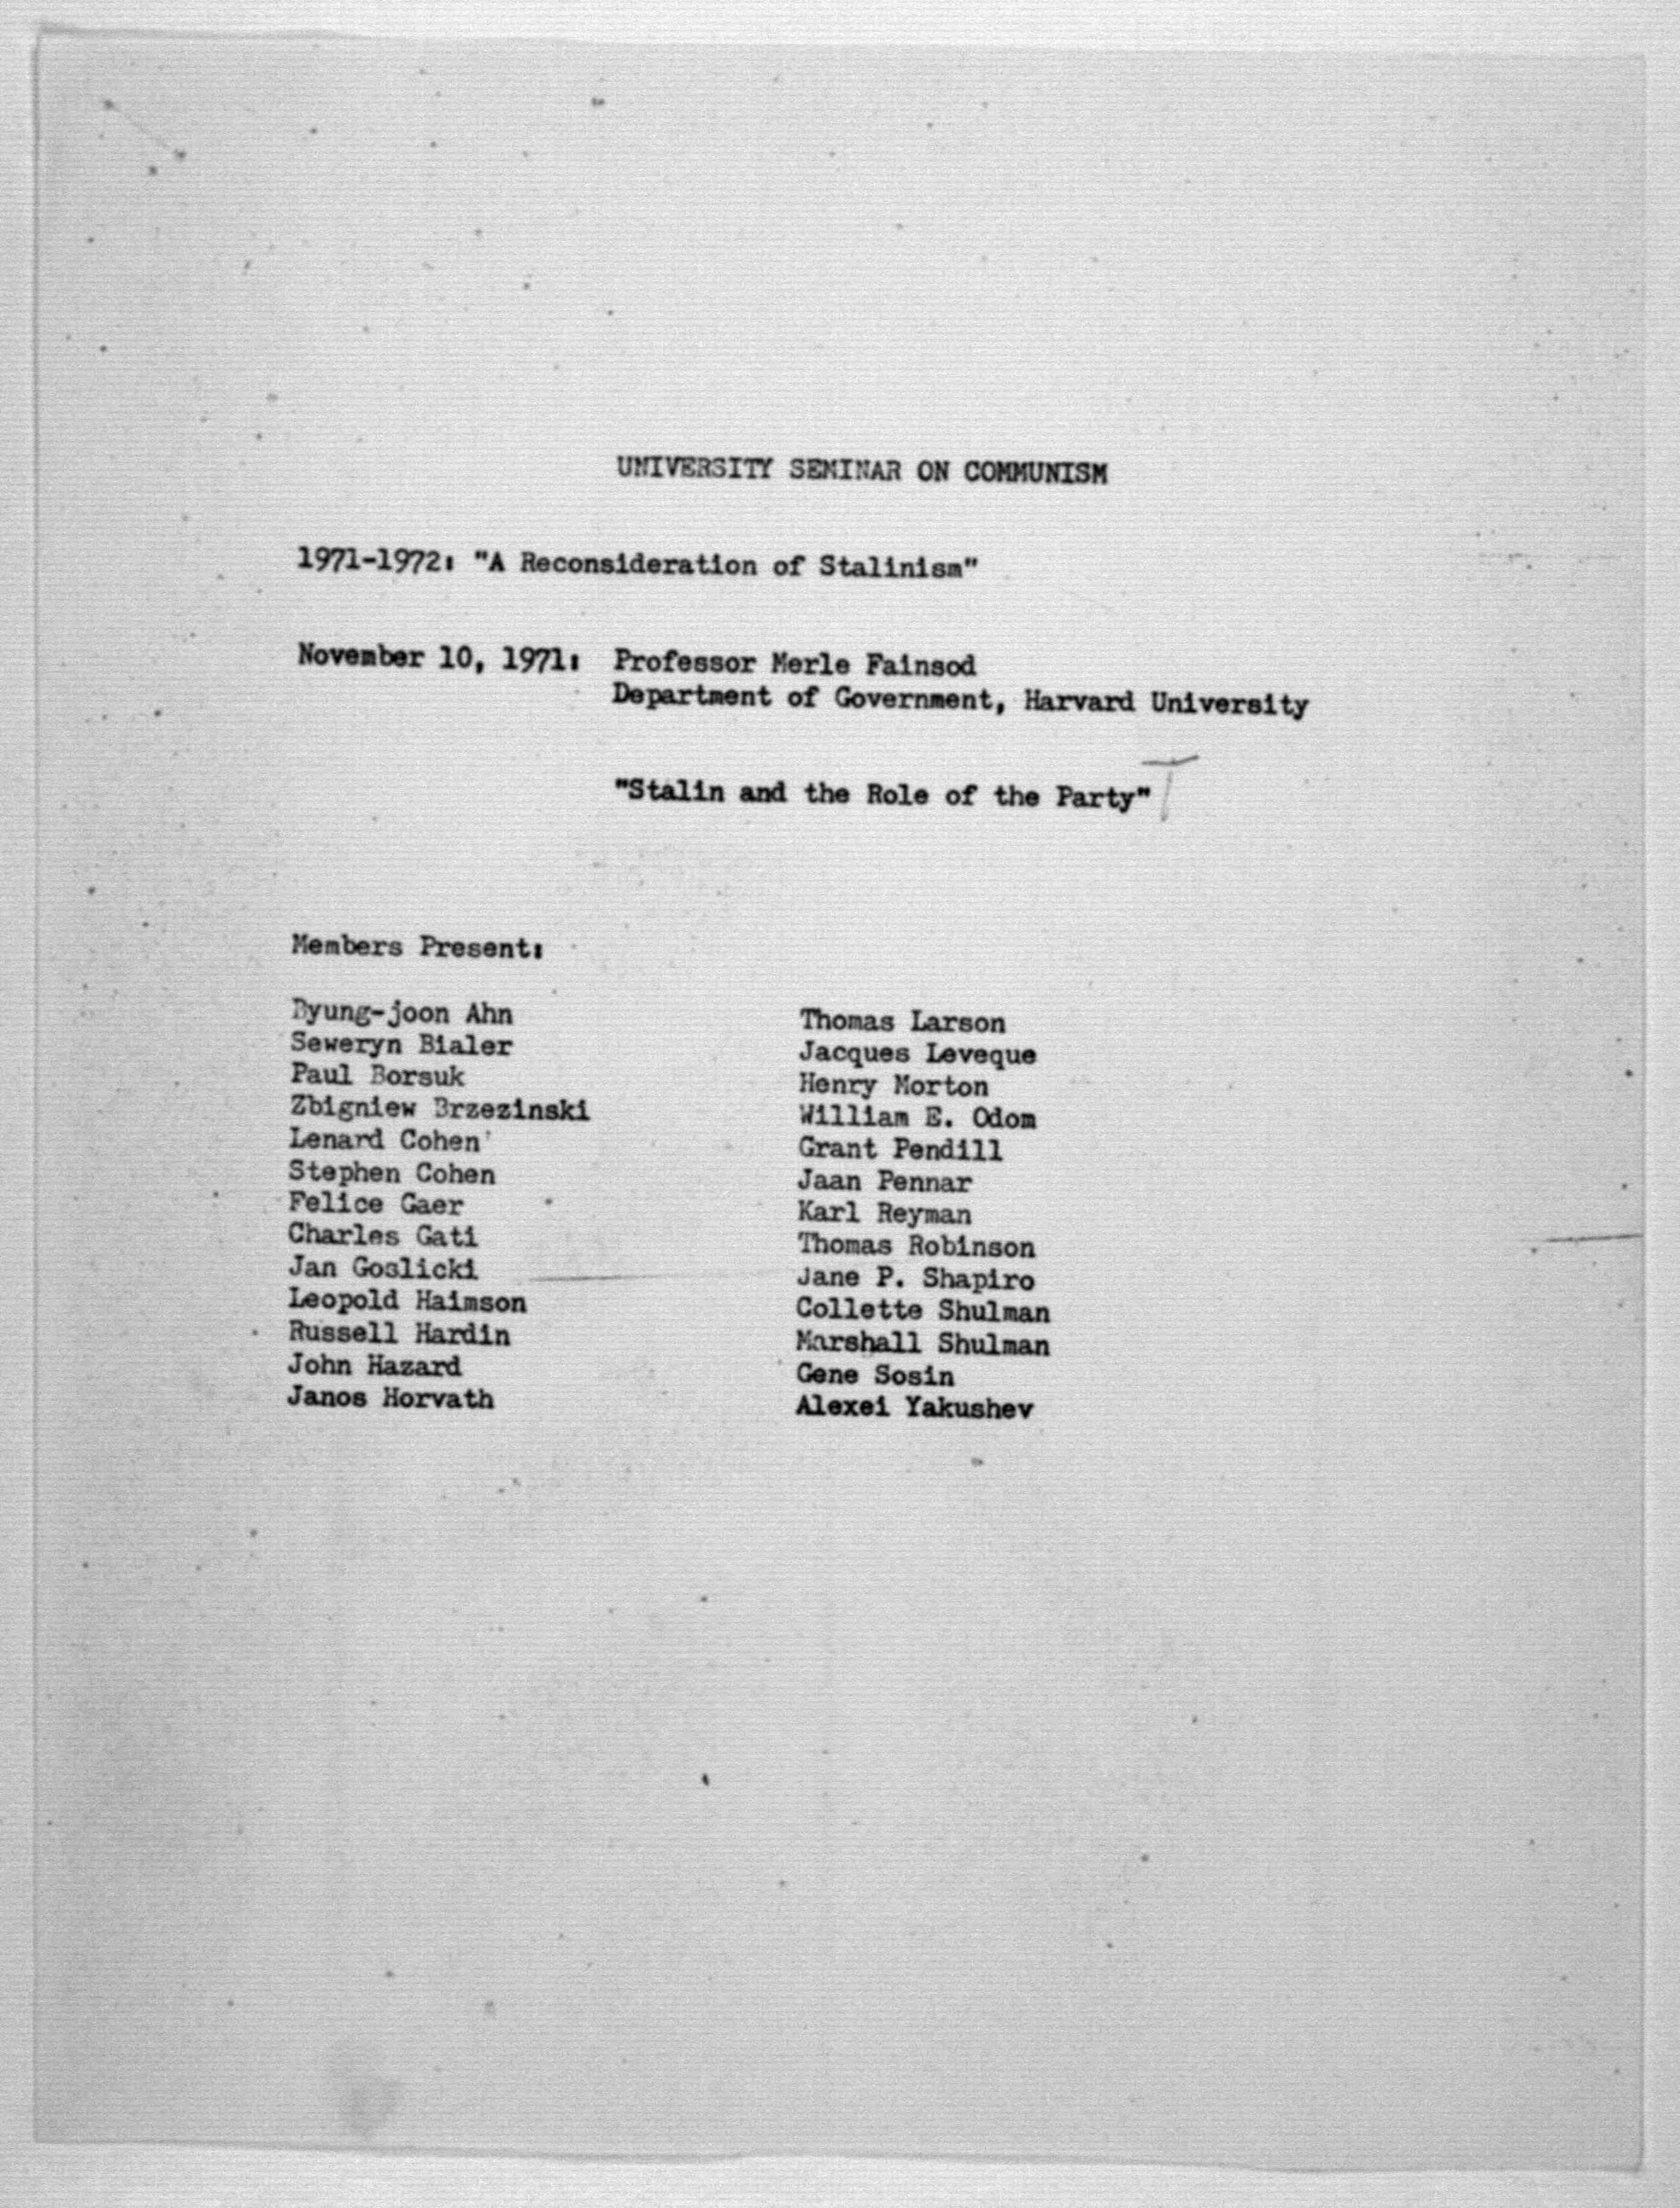 UNIVERSITY SEMINAR ON COMMUNISM
1971-1972: "A Reconsideration of Stalinism"
November 10, 1971: Professor Merle Fainsod
Department of Government, Harvard University
"Stalin and the Role of the Party"
Members Present:
Byung-joon Ahn
Seweryn Bialer
Paul Borsuk
Zbigniew Brzezinski
Lenard Cohen
Stephen Cohen
Felice Gaer
Charles Gati
Jan Goslicki
Leopold Haimson
Russell Hardin
John Hazard
Janos Horvath
Thomas Larson
Jacques Leveque
Henry Morton
William E. Odom
Grant Pendill
Jaan Pennar
Karl Reyman
Thomas Robinson
Jane P. Shapiro
Collette Shulman
Marshall Shulman
Gene Sosin
Alexei Yakushev